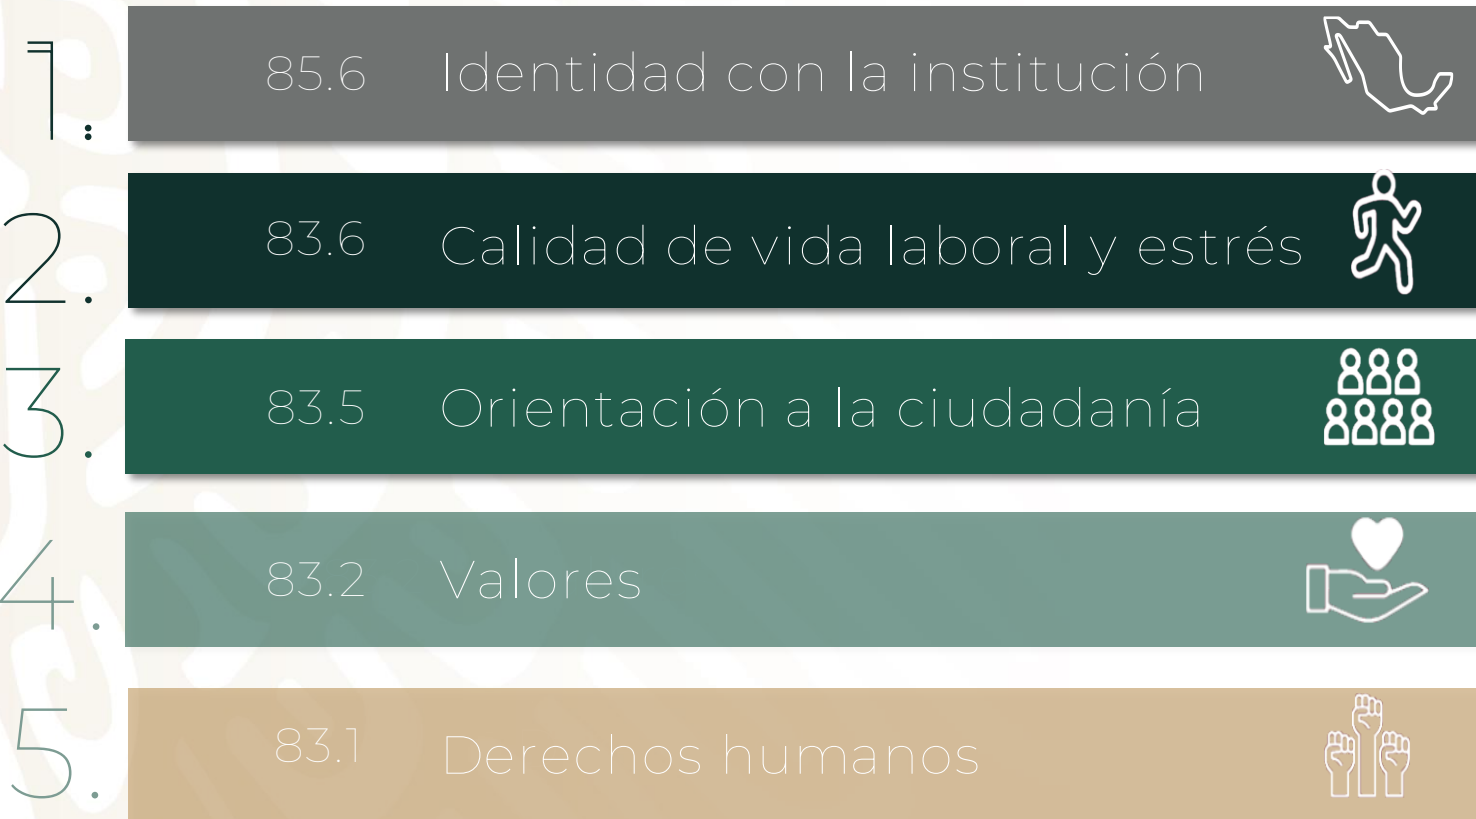 1. 85.6 Identidad con la institución
2. 83.6 Calidad de vida laboral y estrés
3. 83.5 Orientación a la ciudadanía
4. 83.2 Valores
5. 83.1 Derechos humanos